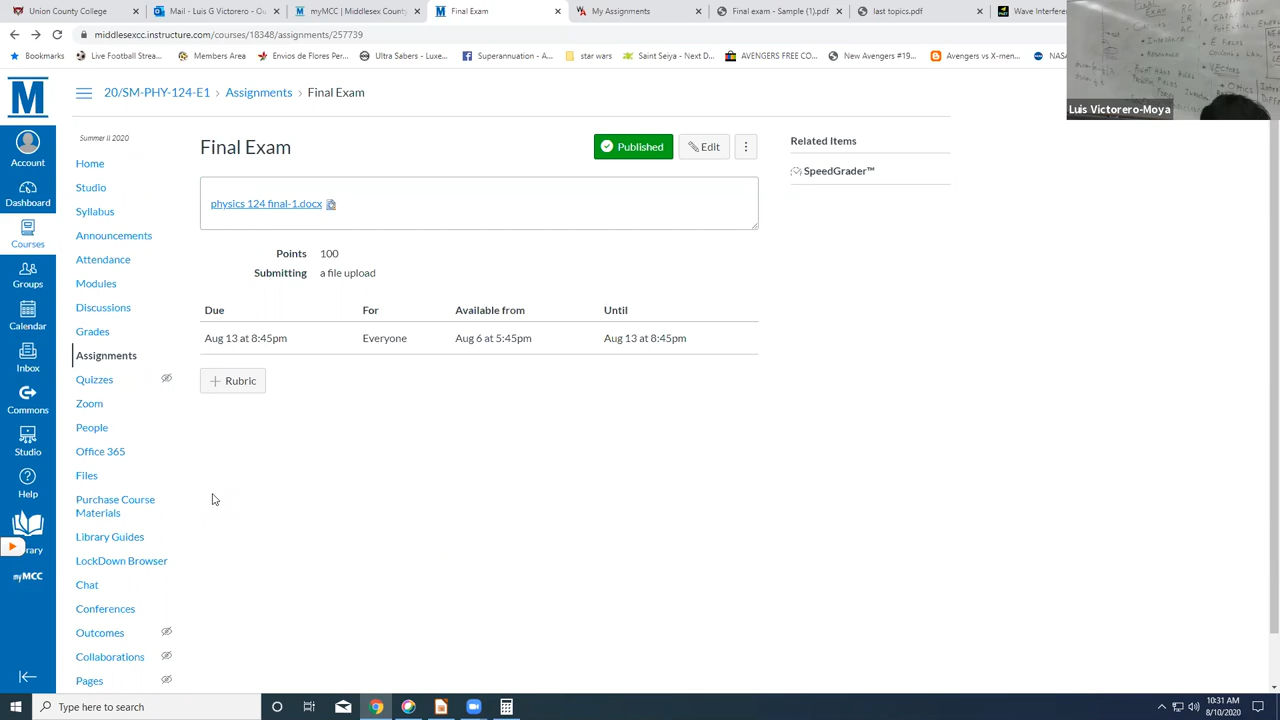 Union County College
Mail - Luis G Victorero - Ou
myMCC | Middlesex County
Final Exam
My Assignments
Final exam - Sample (1).pdf
last topics.pdf
Wave Interfere
middlesexcc.instructure.com/courses/18348/assignments/257739
Bookmarks
Football Live Streami...
Members Area
Envios de Flores Per...
Ultra Sabers - Luxe...
Superannuation - A...
star wars
Saint Seiya - Next D...
AVENGERS FREE CO...
New Avengers #19...
Avengers vs X-men...
NASA
Luis Victorero-Moya
20/SM-PHY-124-E1 › Assignments › Final Exam
Summer II 2020
Account
Dashboard
Courses
Groups
Calendar
Inbox
Commons
Studio
Help
myMCC
Home
Studio
Syllabus
Announcements
Attendance
Modules
Discussions
Grades
Assignments
Quizzes
Zoom
People
Office 365
Files
Purchase Course
Materials
Library Guides
LockDown Browser
Chat
Conferences
Outcomes
Collaborations
Pages
Final Exam
Published
Edit
physics 124 final-1.docx
Points 100
Submitting a file upload
Due For Available from Until
Aug 13 at 8:45pm Everyone Aug 6 at 5:45pm Aug 13 at 8:45pm
Rubric
Related Items
SpeedGrader™
Type here to search
10:31 AM
8/10/2020